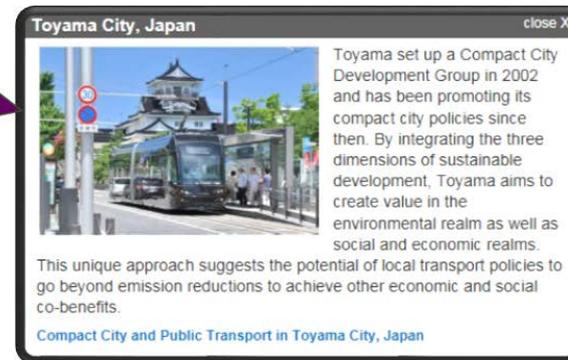 Toyama City, Japan
close X
Toyama set up a Compact City
Development Group in 2002
and has been promoting its
compact city policies since
then. By integrating the three
dimensions of sustainable
development, Toyama aims to
create value in the
environmental realm as well as
social and economic realms.
This unique approach suggests the potential of local transport policies to
go beyond emission reductions to achieve other economic and social
co-benefits.
Compact City and Public Transport in Toyama City, Japan